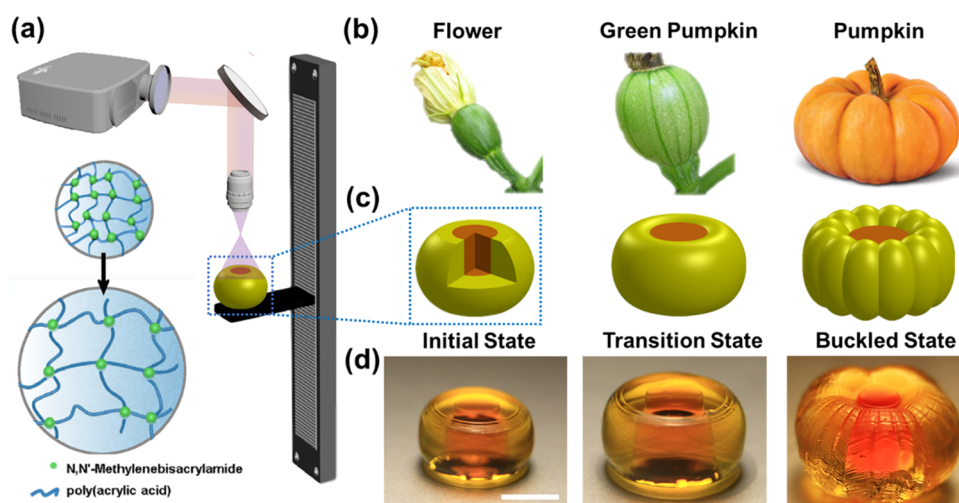 (a)
(b)
Flower
Green Pumpkin
Pumpkin
(c)
Initial State
Transition State
Buckled State
(d)
N,N'-Methylenebisacrylamide
poly(acrylic acid)